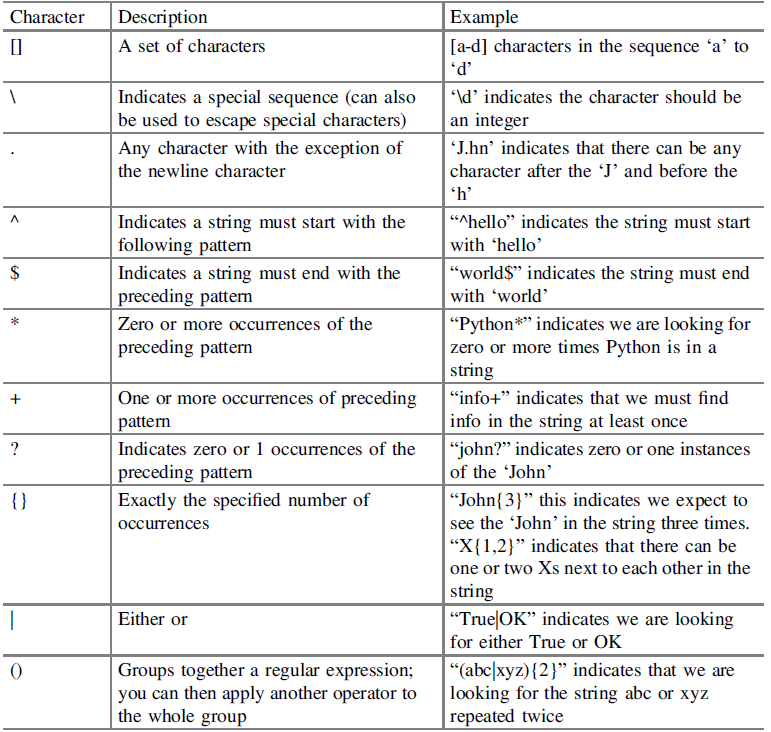 Character Description Example
[] A set of characters [a-d] characters in the sequence ‘a’ to
‘d’
\ Indicates a special sequence (can also ‘\d’ indicates the character should be
be used to escape special characters) an integer
. Any character with the exception of ‘J.hn’ indicates that there can be any
the newline character character after the ‘J’ and before the
‘h’
^ Indicates a string must start with the “^hello” indicates the string must start
following pattern with ‘hello’
$ Indicates a string must end with the “world$” indicates the string must end
preceding pattern with ‘world’
* Zero or more occurrences of the “Python*” indicates we are looking for
preceding pattern zero or more times Python is in a
string
+ One or more occurrences of preceding “info+” indicates that we must find
pattern info in the string at least once
? Indicates zero or 1 occurrences of the “john?” indicates zero or one instances
preceding pattern of the ‘John’
{} Exactly the specified number of “John{3}” this indicates we expect to
occurrences see the ‘John’ in the string three times.
“X{1,2}” indicates that there can be
one or two Xs next to each other in the
string
| Either or “True|OK” indicates we are looking
for either True or OK
() Groups together a regular expression; “(abc|xyz){2}” indicates that we are
you can then apply another operator to looking for the string abc or xyz
the whole group repeated twice